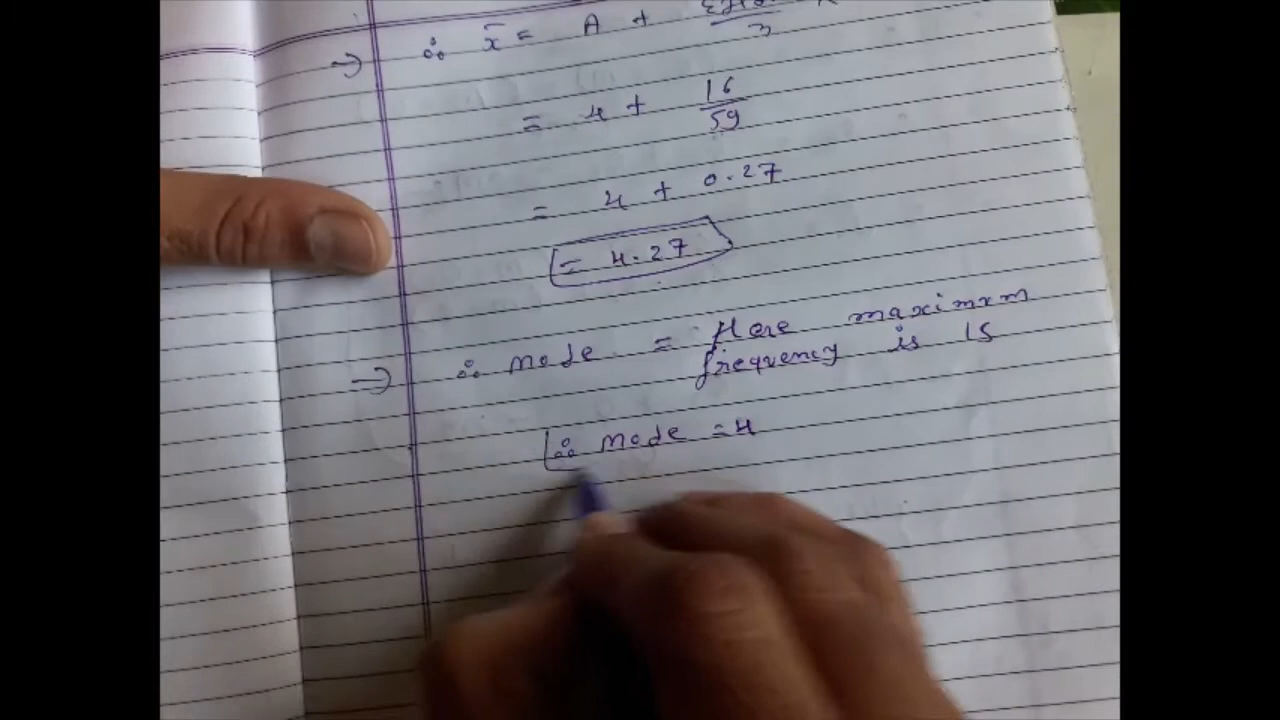 ⇒ ∴ x̄ = A +
= 4 + 16/59
= 4 + 0.27
= 4.27
⇒ ∴ mode = Here maximum
frequency is 15
∴ mode = 4